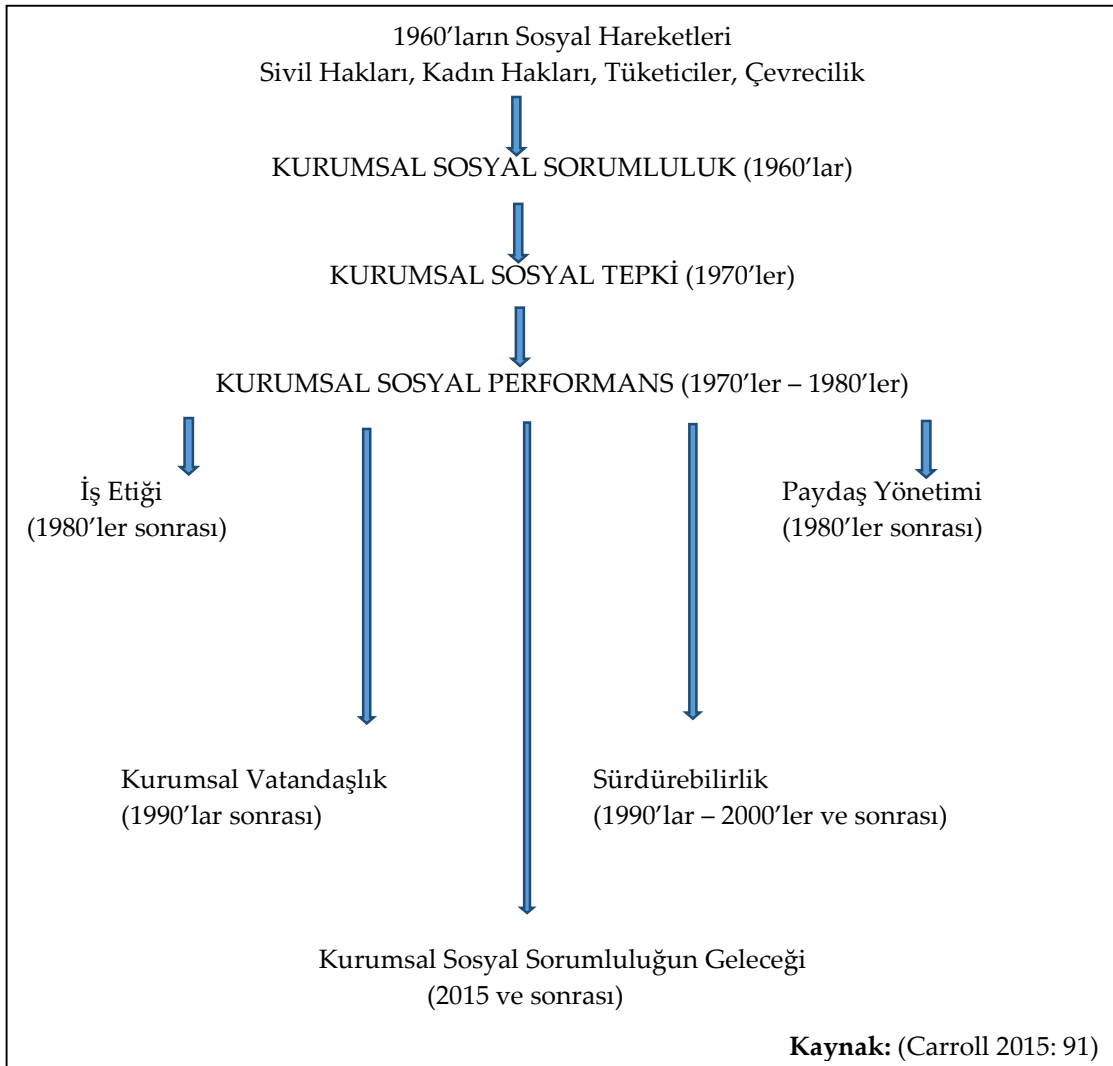 1960’ların Sosyal Hareketleri
Sivil Hakları, Kadın Hakları, Tüketiciler, Çevrecilik
KURUMSAL SOSYAL SORUMLULUK (1960’lar)
KURUMSAL SOSYAL TEPKİ (1970’ler)
KURUMSAL SOSYAL PERFORMANS (1970’ler – 1980’ler)
İş Etiği
(1980’ler sonrası)
Paydaş Yönetimi
(1980’ler sonrası)
Kurumsal Vatandaşlık
(1990’lar sonrası)
Sürdürebilirlik
(1990’lar – 2000’ler ve sonrası)
Kurumsal Sosyal Sorumluluğun Geleceği
(2015 ve sonrası)
Kaynak: (Carroll 2015: 91)